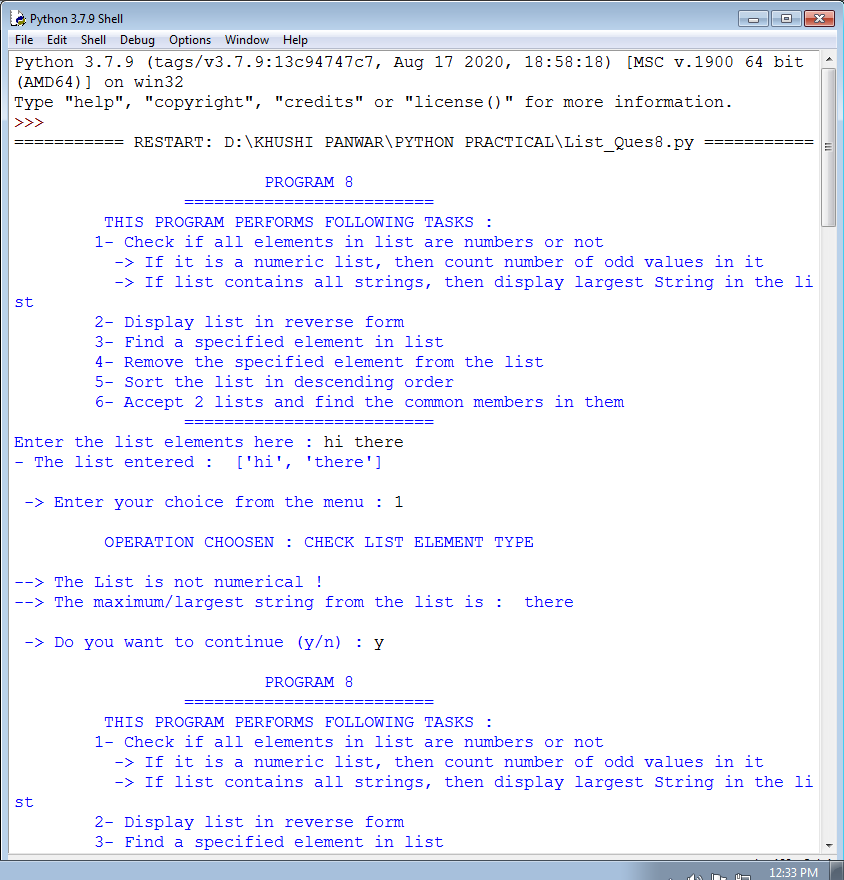 Python 3.7.9 Shell
File Edit Shell Debug Options Window Help
Python 3.7.9 (tags/v3.7.9:13c94747c7, Aug 17 2020, 18:58:18) [MSC v.1900 64 bit
(AMD64)] on win32
Type "help", "copyright", "credits" or "license()" for more information.
>>>
=========== RESTART: D:\KHUSHI PANWAR\PYTHON PRACTICAL\List_Ques8.py ===========
PROGRAM 8
=========================
THIS PROGRAM PERFORMS FOLLOWING TASKS :
1- Check if all elements in list are numbers or not
-> If it is a numeric list, then count number of odd values in it
-> If list contains all strings, then display largest String in the li
st
2- Display list in reverse form
3- Find a specified element in list
4- Remove the specified element from the list
5- Sort the list in descending order
6- Accept 2 lists and find the common members in them
=========================
Enter the list elements here : hi there
- The list entered :  ['hi', 'there']
-> Enter your choice from the menu : 1
OPERATION CHOOSEN : CHECK LIST ELEMENT TYPE
--> The List is not numerical !
--> The maximum/largest string from the list is :  there
-> Do you want to continue (y/n) : y
PROGRAM 8
=========================
THIS PROGRAM PERFORMS FOLLOWING TASKS :
1- Check if all elements in list are numbers or not
-> If it is a numeric list, then count number of odd values in it
-> If list contains all strings, then display largest String in the li
st
2- Display list in reverse form
3- Find a specified element in list
12:33 PM